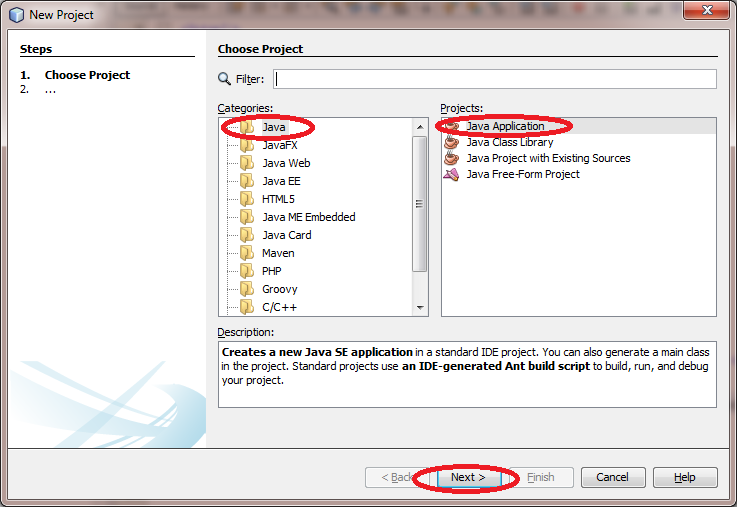 New Project
Steps
1. Choose Project
2. ...
Choose Project
Filter:
Categories:
Java
JavaFX
Java Web
Java EE
HTML5
Java ME Embedded
Java Card
Maven
PHP
Groovy
C/C++
Projects:
Java Application
Java Class Library
Java Project with Existing Sources
Java Free-Form Project
Description:
Creates a new Java SE application in a standard IDE project. You can also generate a main class
in the project. Standard projects use an IDE-generated Ant build script to build, run, and debug
your project.
< Back
Next >
Finish
Cancel
Help